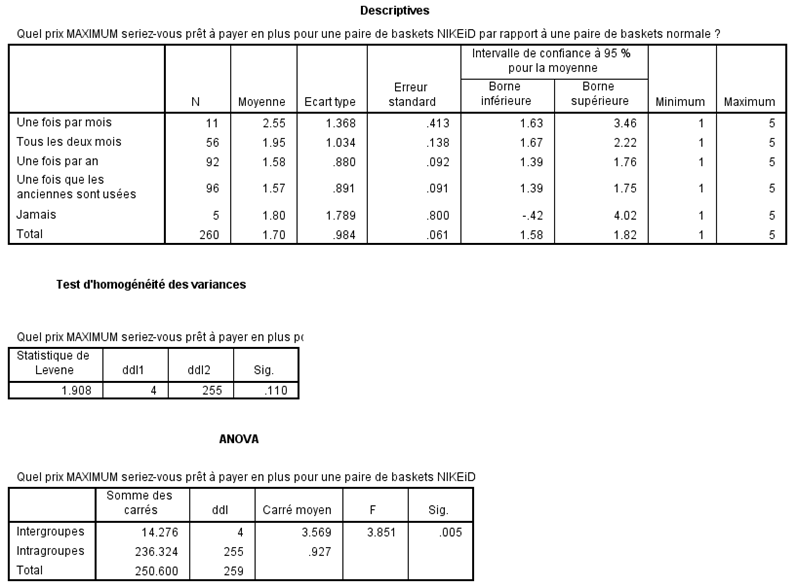 Descriptives
Quel prix MAXIMUM seriez-vous prêt à payer en plus pour une paire de baskets NIKEiD par rapport à une paire de baskets normale ?
N Moyenne Ecart type Erreur standard Intervalle de confiance à 95 % pour la moyenne Minimum Maximum
Borne inférieure Borne supérieure
Une fois par mois 11 2.55 1.368 .413 1.63 3.46 1 5
Tous les deux mois 56 1.95 1.034 .138 1.67 2.22 1 5
Une fois par an 92 1.58 .880 .092 1.39 1.76 1 5
Une fois que les anciennes sont usées 96 1.57 .891 .091 1.39 1.75 1 5
Jamais 5 1.80 1.789 .800 -.42 4.02 1 5
Total 260 1.70 .984 .061 1.58 1.82 1 5
Test d'homogénéité des variances
Quel prix MAXIMUM seriez-vous prêt à payer en plus
Statistique de Levene ddl1 ddl2 Sig.
1.908 4 255 .110
ANOVA
Quel prix MAXIMUM seriez-vous prêt à payer en plus pour une paire de baskets NIKEiD
Somme des carrés ddl Carré moyen F Sig.
Intergroupes 14.276 4 3.569 3.851 .005
Intragroupes 236.324 255 .927
Total 250.600 259